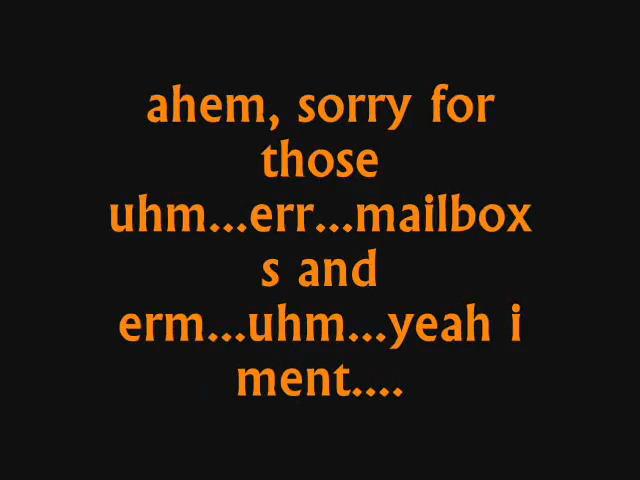 ahem, sorry for
those
uhm...err...mailbox
s and
erm...uhm...yeah i
ment....